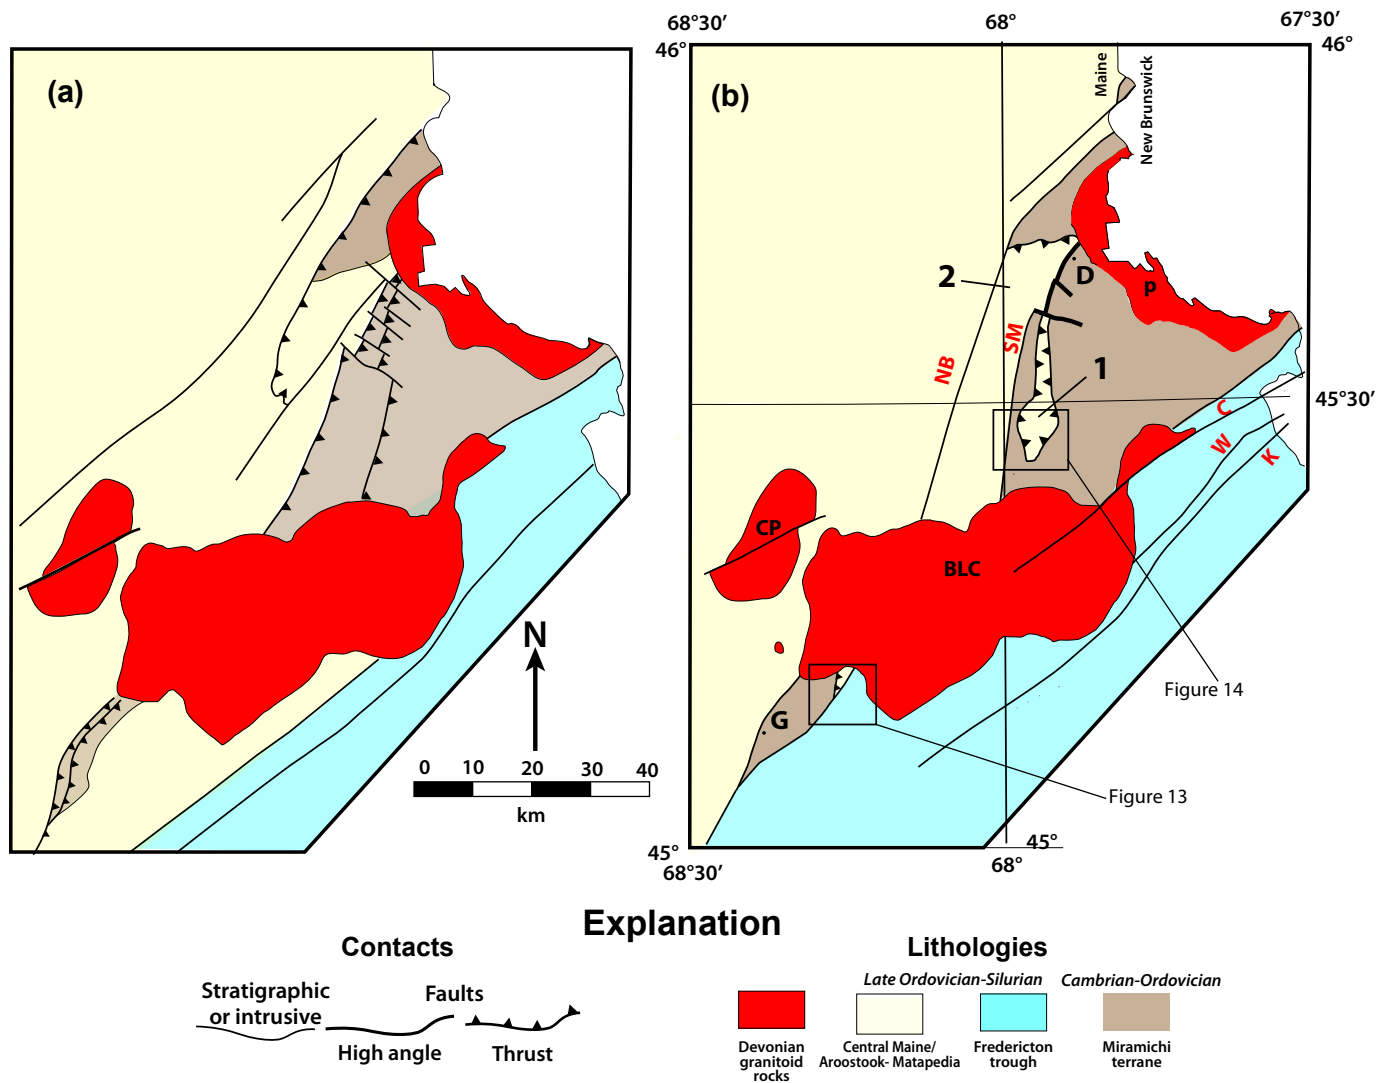 68°30'
68°
67°30'
46°
46°
(a)
(b)
Maine
New Brunswick
2
D
P
NB
SM
1
45°30'
C
W
K
CP
BLC
N
G
Figure 14
Figure 13
0 10 20 30 40
km
45°
45°
68°30'
68°
Explanation
Contacts
Lithologies
Stratigraphic
or intrusive
Faults
High angle
Thrust
Late Ordovician-Silurian
Cambrian-Ordovician
Devonian
granitoid
rocks
Central Maine/
Aroostook- Matapedia
Fredericton
trough
Miramichi
terrane